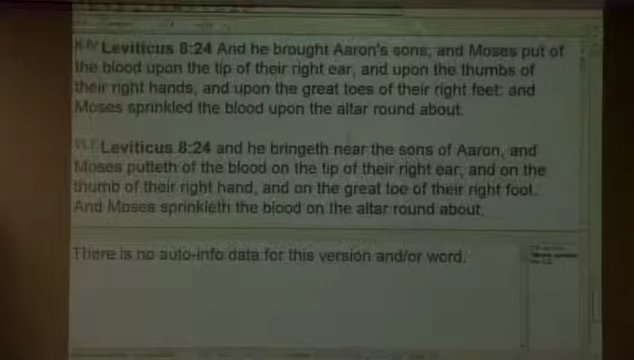 KJV Leviticus 8:24 And he brought Aaron's sons, and Moses put of
the blood upon the tip of their right ear, and upon the thumbs of
their right hands, and upon the great toes of their right feet: and
Moses sprinkled the blood upon the altar round about.
YLT Leviticus 8:24 and he bringeth near the sons of Aaron, and
Moses putteth of the blood on the tip of their right ear, and on the
thumb of their right hand, and on the great toe of their right foot.
And Moses sprinkleth the blood on the altar round about,
There is no auto-info data for this version and/or word.